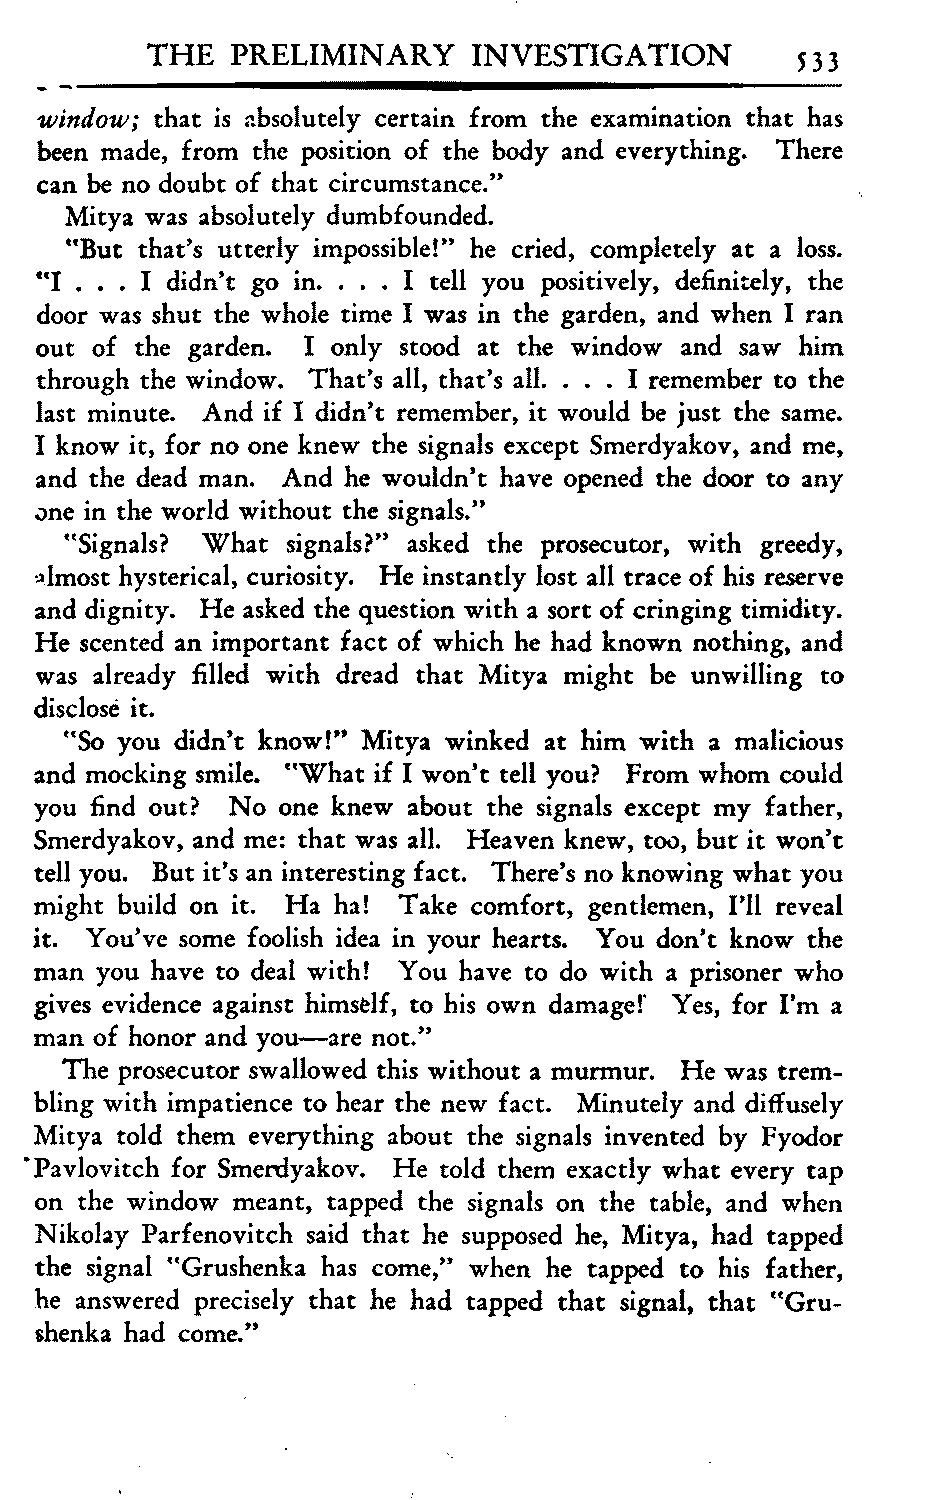 THE PRELIMINARY INVESTIGATION 533
window; that is absolutely certain from the examination that has
been made, from the position of the body and everything. There
can be no doubt of that circumstance."
Mitya was absolutely dumbfounded.
"But that's utterly impossible!" he cried, completely at a loss.
"I . . . I didn't go in. . . . I tell you positively, definitely, the
door was shut the whole time I was in the garden, and when I ran
out of the garden. I only stood at the window and saw him
through the window. That's all, that's all. . . . I remember to the
last minute. And if I didn't remember, it would be just the same.
I know it, for no one knew the signals except Smerdyakov, and me,
and the dead man. And he wouldn't have opened the door to any
one in the world without the signals."
"Signals? What signals?" asked the prosecutor, with greedy,
almost hysterical, curiosity. He instantly lost all trace of his reserve
and dignity. He asked the question with a sort of cringing timidity.
He scented an important fact of which he had known nothing, and
was already filled with dread that Mitya might be unwilling to
disclose it.
"So you didn't know!" Mitya winked at him with a malicious
and mocking smile. "What if I won't tell you? From whom could
you find out? No one knew about the signals except my father,
Smerdyakov, and me: that was all. Heaven knew, too, but it won't
tell you. But it's an interesting fact. There's no knowing what you
might build on it. Ha ha! Take comfort, gentlemen, I'll reveal
it. You've some foolish idea in your hearts. You don't know the
man you have to deal with! You have to do with a prisoner who
gives evidence against himself, to his own damage! Yes, for I'm a
man of honor and you—are not."
The prosecutor swallowed this without a murmur. He was trem-
bling with impatience to hear the new fact. Minutely and diffusely
Mitya told them everything about the signals invented by Fyodor
Pavlovitch for Smerdyakov. He told them exactly what every tap
on the window meant, tapped the signals on the table, and when
Nikolay Parfenovitch said that he supposed he, Mitya, had tapped
the signal "Grushenka has come," when he tapped to his father,
he answered precisely that he had tapped that signal, that "Gru-
shenka had come."